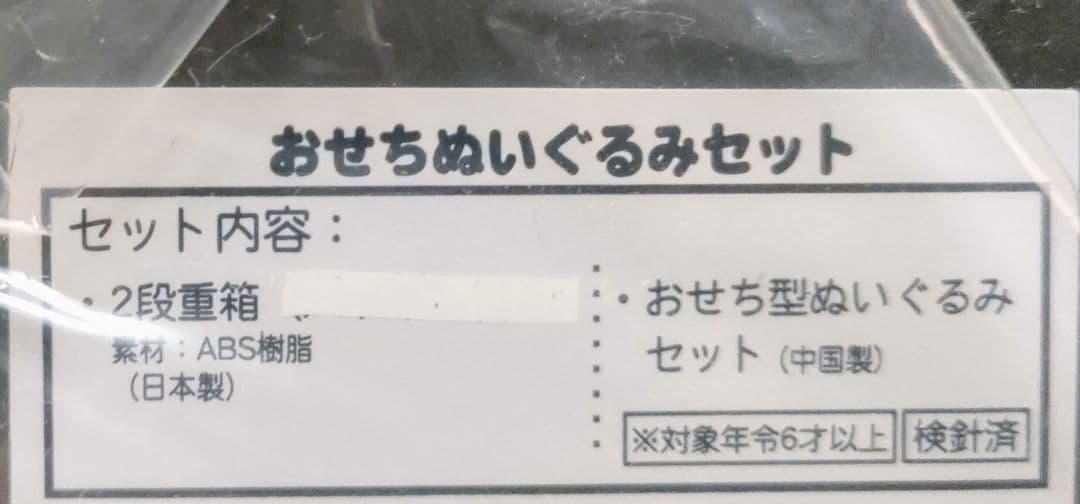 おせちぬいぐるみセット
セット内容：
・2段重箱
素材：ABS樹脂
（日本製）
・おせち型ぬいぐるみ
セット（中国製）
※対象年令6才以上
検針済